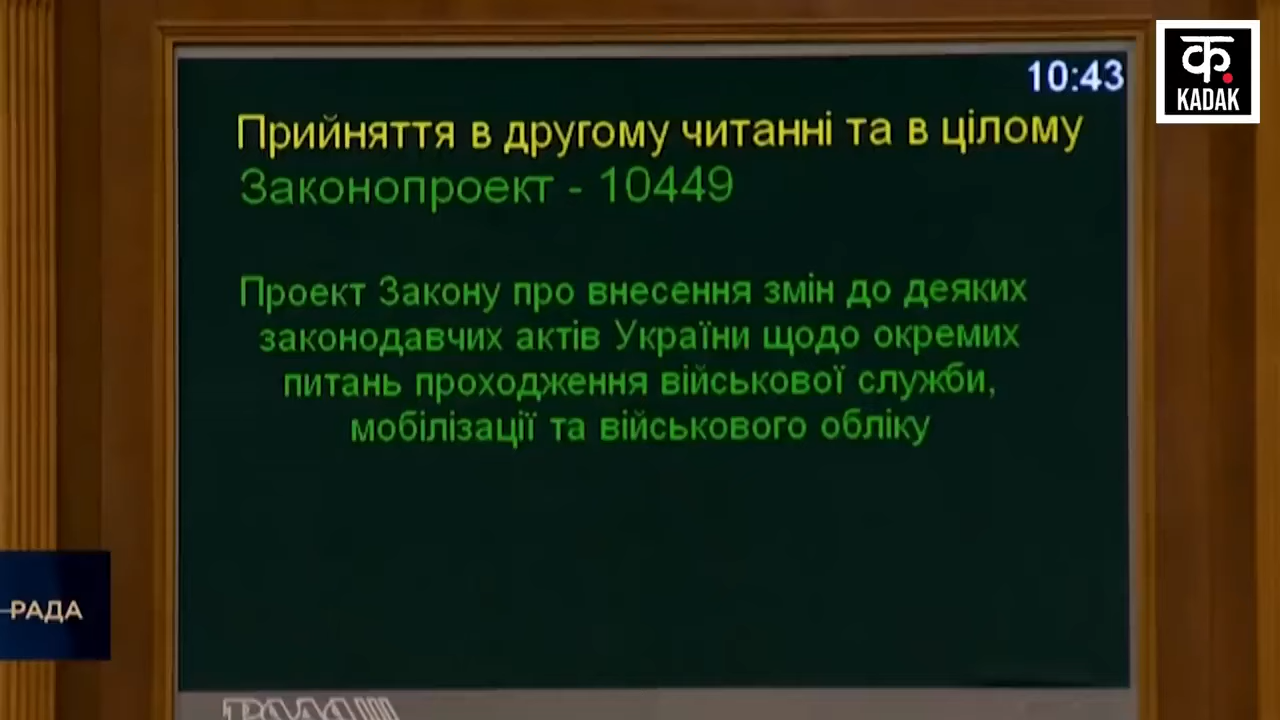 10:43
क
KADAK
Прийняття в другому читанні та в цілому
Законопроект - 10449
Проект Закону про внесення змін до деяких
законодавчих актів України щодо окремих
питань проходження військової служби,
мобілізації та військового обліку
РАДА